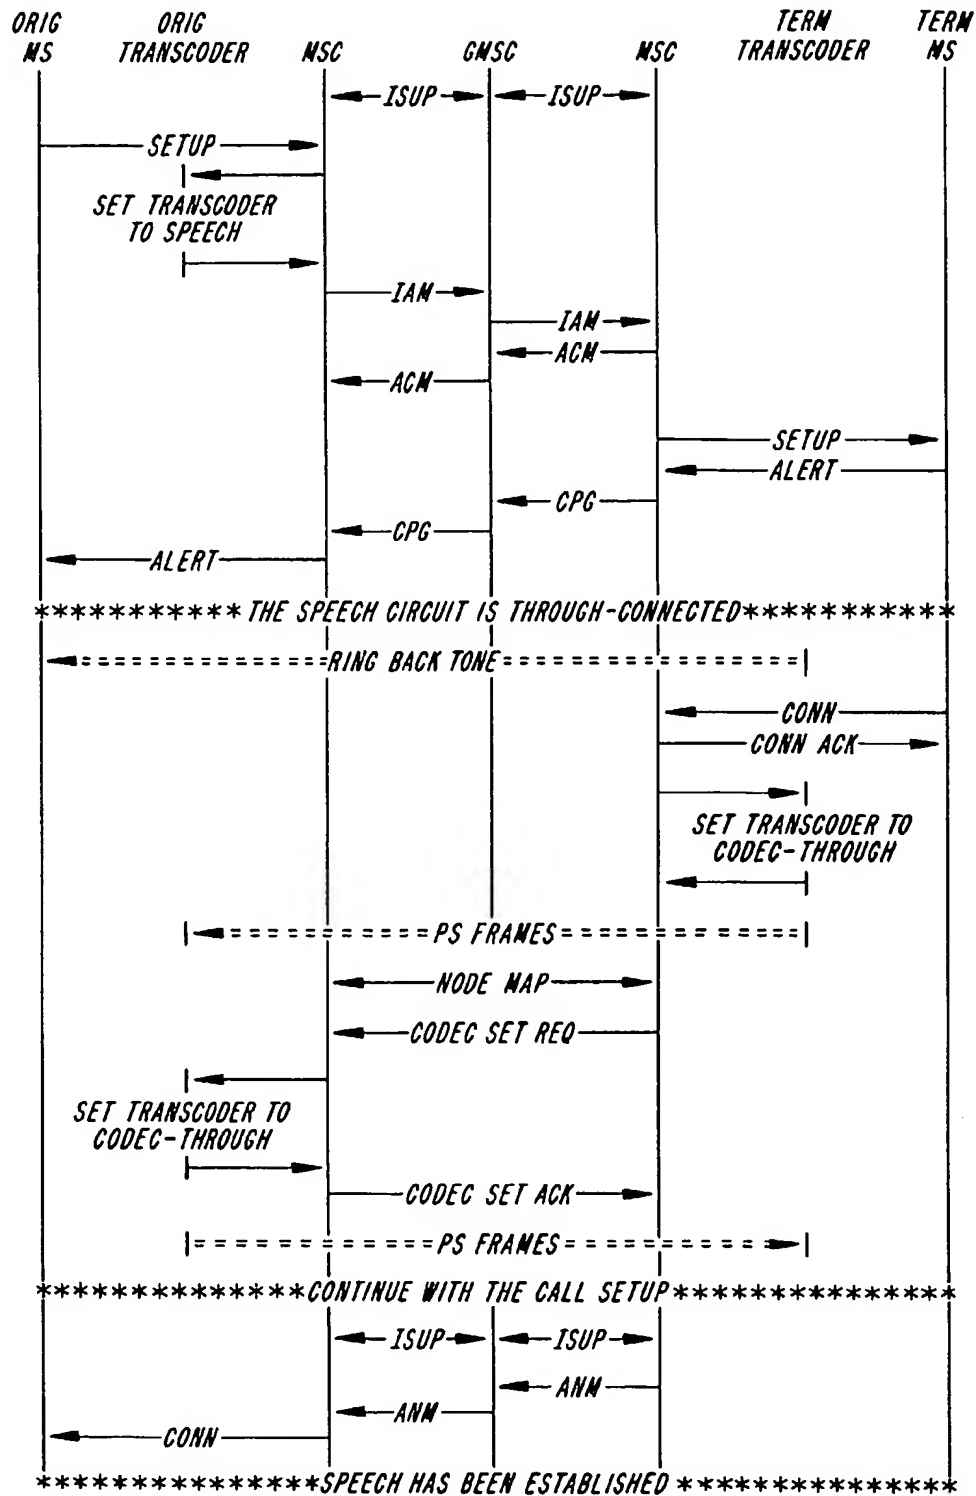 ORIG MS
ORIG TRANSCODER
MSC
GMSC
MSC
TERM TRANSCODER
TERM MS
ISUP ISUP
SETUP
SET TRANSCODER
TO SPEECH
IAM
IAM
ACM
ACM
SETUP
ALERT
CPG
CPG
ALERT
*********** THE SPEECH CIRCUIT IS THROUGH-CONNECTED ***********
RING BACK TONE
CONN
CONN ACK
SET TRANSCODER TO
CODEC-THROUGH
PS FRAMES
NODE MAP
CODEC SET REQ
SET TRANSCODER TO
CODEC-THROUGH
CODEC SET ACK
PS FRAMES
************** CONTINUE WITH THE CALL SETUP ***************
ISUP ISUP
ANM
ANM
CONN
*************** SPEECH HAS BEEN ESTABLISHED ***************